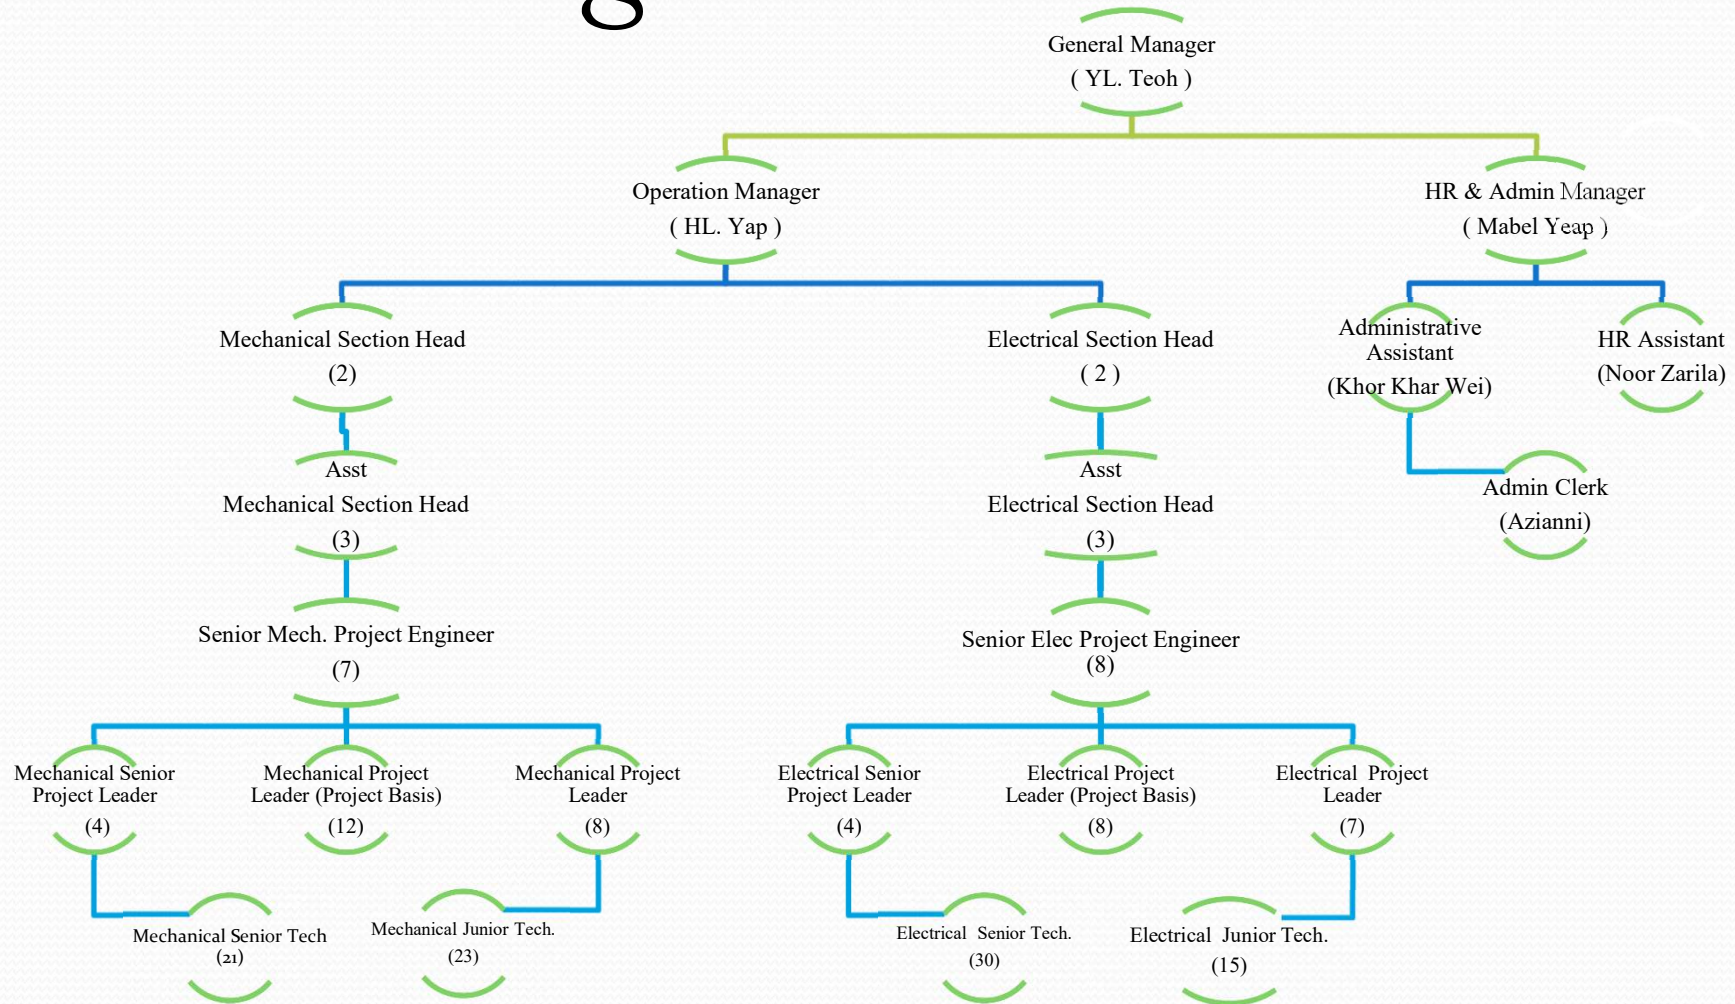 General Manager
( YL. Teoh )
Operation Manager
( HL. Yap )
HR & Admin Manager
( Mabel Yeap )
Mechanical Section Head
(2)
Electrical Section Head
( 2 )
Administrative
Assistant
(Khor Khar Wei)
HR Assistant
(Noor Zarila)
Asst
Mechanical Section Head
(3)
Asst
Electrical Section Head
(3)
Admin Clerk
(Azianni)
Senior Mech. Project Engineer
(7)
Senior Elec Project Engineer
(8)
Mechanical Senior
Project Leader
(4)
Mechanical Project
Leader (Project Basis)
(12)
Mechanical Project
Leader
(8)
Electrical Senior
Project Leader
(4)
Electrical Project
Leader (Project Basis)
(8)
Electrical  Project
Leader
(7)
Mechanical Senior Tech
(21)
Mechanical Junior Tech.
(23)
Electrical  Senior Tech.
(30)
Electrical  Junior Tech.
(15)